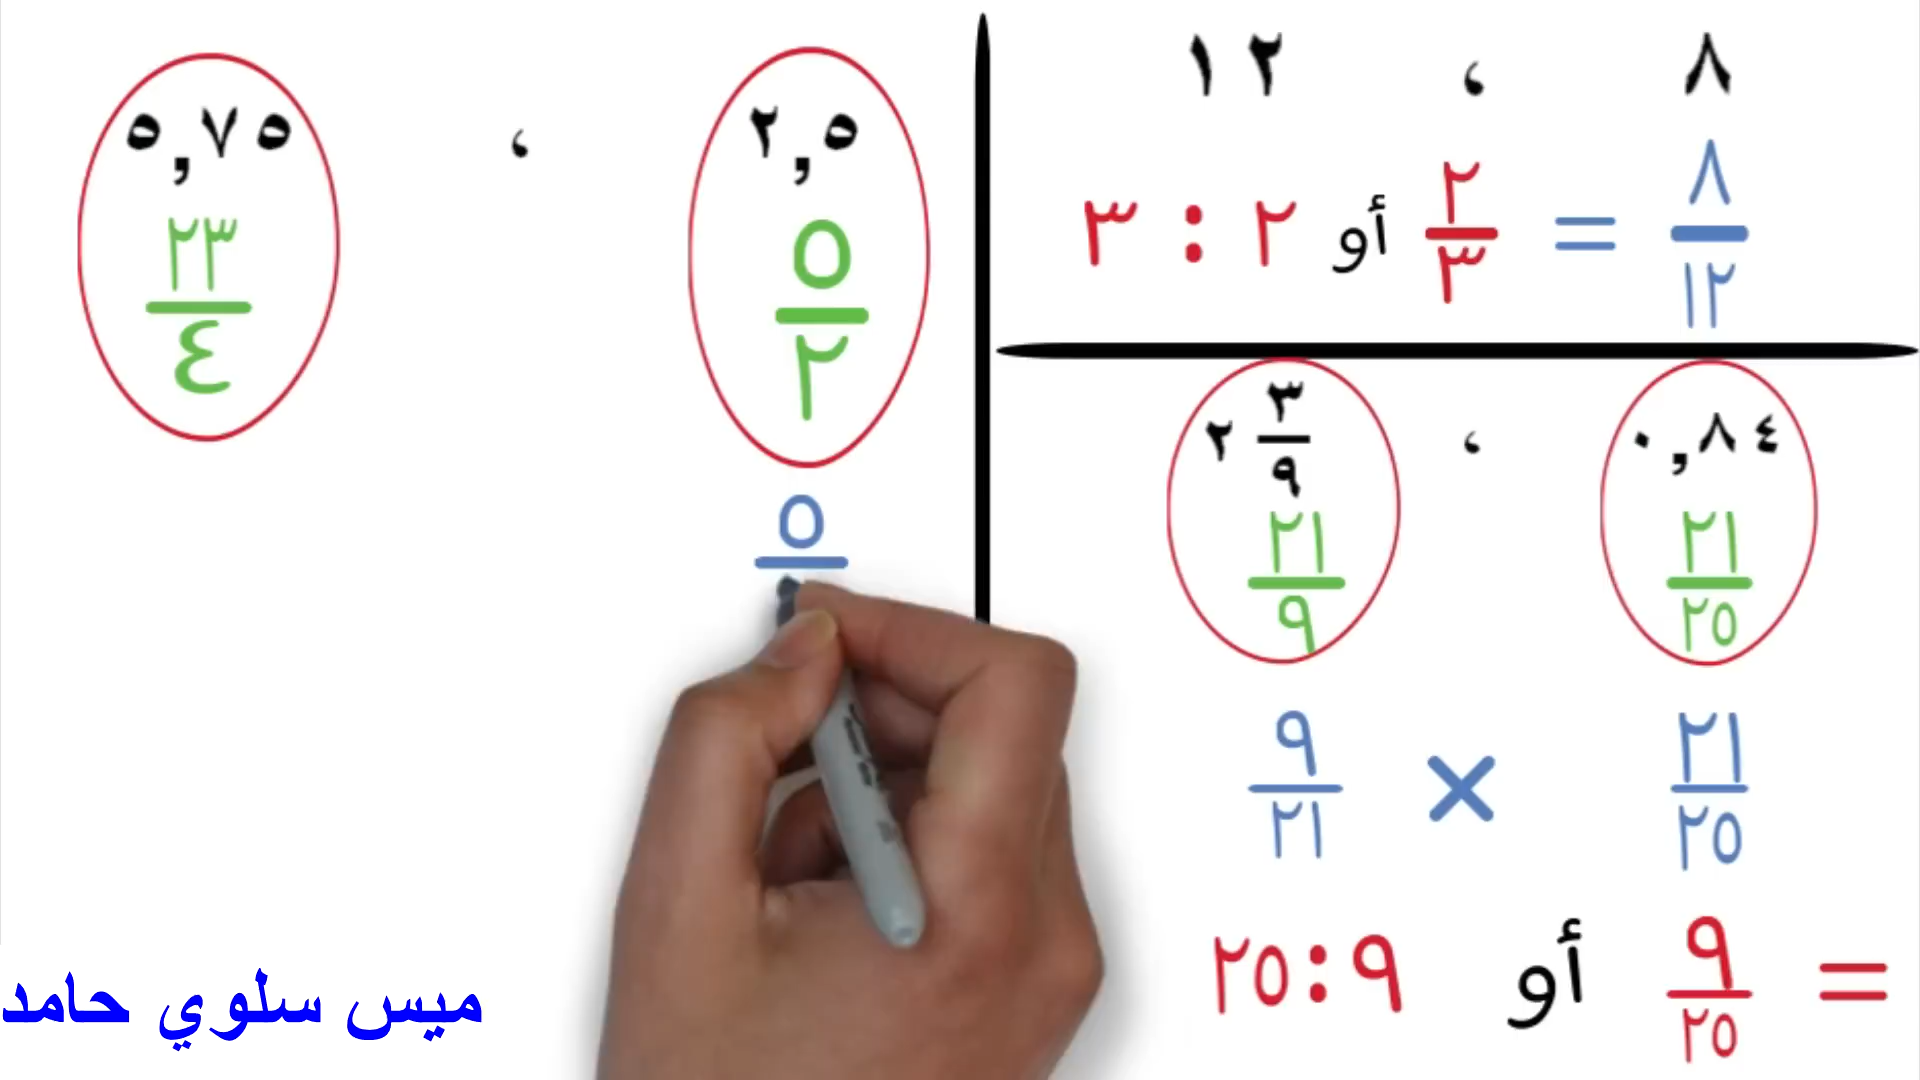 ٨ ، ١٢
٨/١٢ = ٢/٣ أو ٢ : ٣
٠,٨٤ ، ٢ ٣/٩
٢١/٢٥ ٢١/٩
٢١/٢٥ × ٩/٢١
= ٩/٢٥ أو ٩:٢٥
٢,٥ ، ٥,٧٥
٥/٢ ٢٣/٤
٥
ميس سلوي حامد